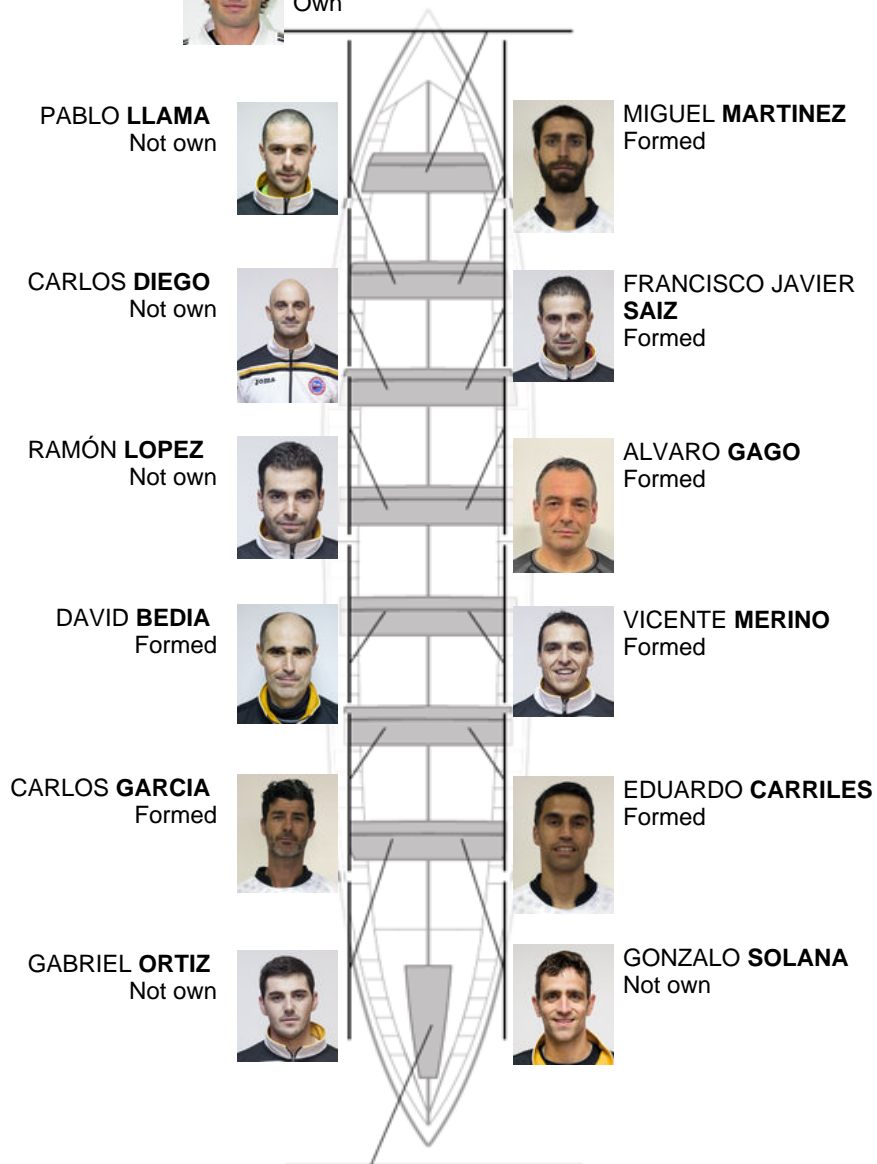 Own
PABLO LLAMA
Not own
MIGUEL MARTINEZ
Formed
CARLOS DIEGO
Not own
FRANCISCO JAVIER
SAIZ
Formed
Joma
RAMÓN LOPEZ
Not own
ALVARO GAGO
Formed
DAVID BEDIA
Formed
VICENTE MERINO
Formed
CARLOS GARCIA
Formed
EDUARDO CARRILES
Formed
GABRIEL ORTIZ
Not own
GONZALO SOLANA
Not own